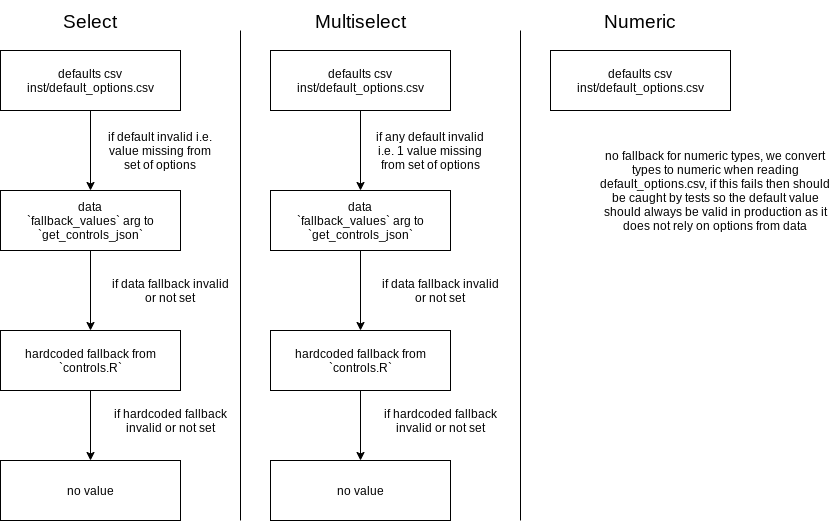 Select
defaults csv
inst/default_options.csv
if default invalid i.e.
value missing from
set of options
data
`fallback_values` arg to
`get_controls_json`
if data fallback invalid
or not set
hardcoded fallback from
`controls.R`
if hardcoded fallback
invalid or not set
no value
Multiselect
defaults csv
inst/default_options.csv
if any default invalid
i.e. 1 value missing
from set of options
data
`fallback_values` arg to
`get_controls_json`
if data fallback invalid
or not set
hardcoded fallback from
`controls.R`
if hardcoded fallback
invalid or not set
no value
Numeric
defaults csv
inst/default_options.csv
no fallback for numeric types, we convert
types to numeric when reading
default_options.csv, if this fails then should
be caught by tests so the default value
should always be valid in production as it
does not rely on options from data